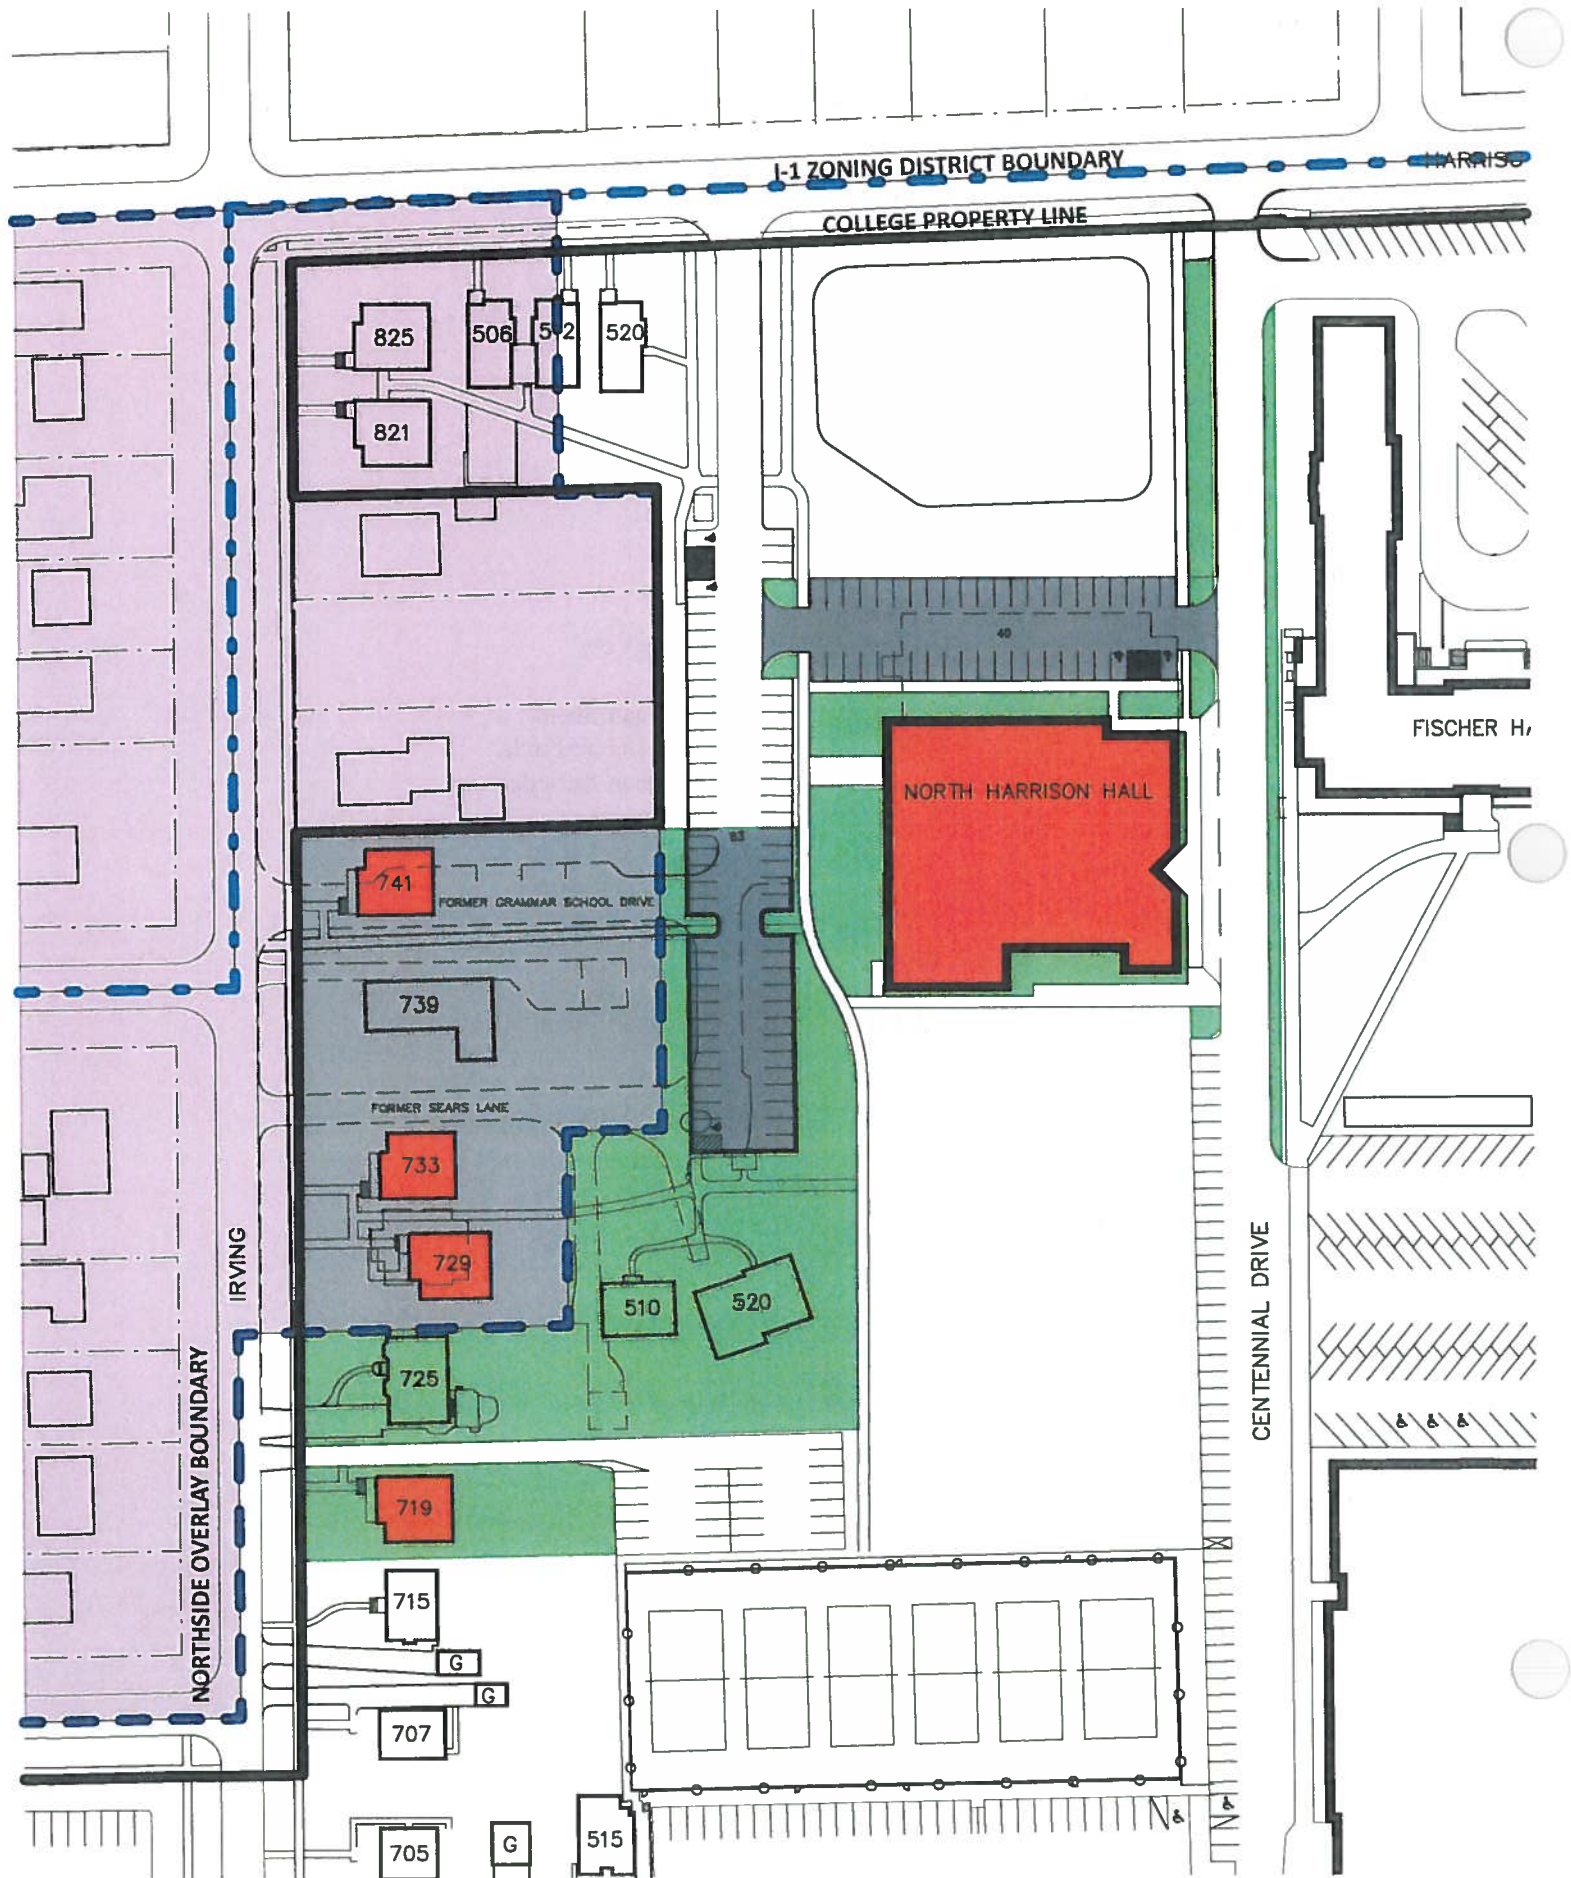 I-1 ZONING DISTRICT BOUNDARY
COLLEGE PROPERTY LINE
825
506
520
821
40
FISCHER
NORTH HARRISON HALL
83
741
FORMER GRAMMAR SCHOOL DRIVE
739
FORMER SEARS LANE
733
IRVING
729
510
520
CENTENNIAL DRIVE
725
NORTHSIDE OVERLAY BOUNDARY
719
715
G
G
707
705
G
515